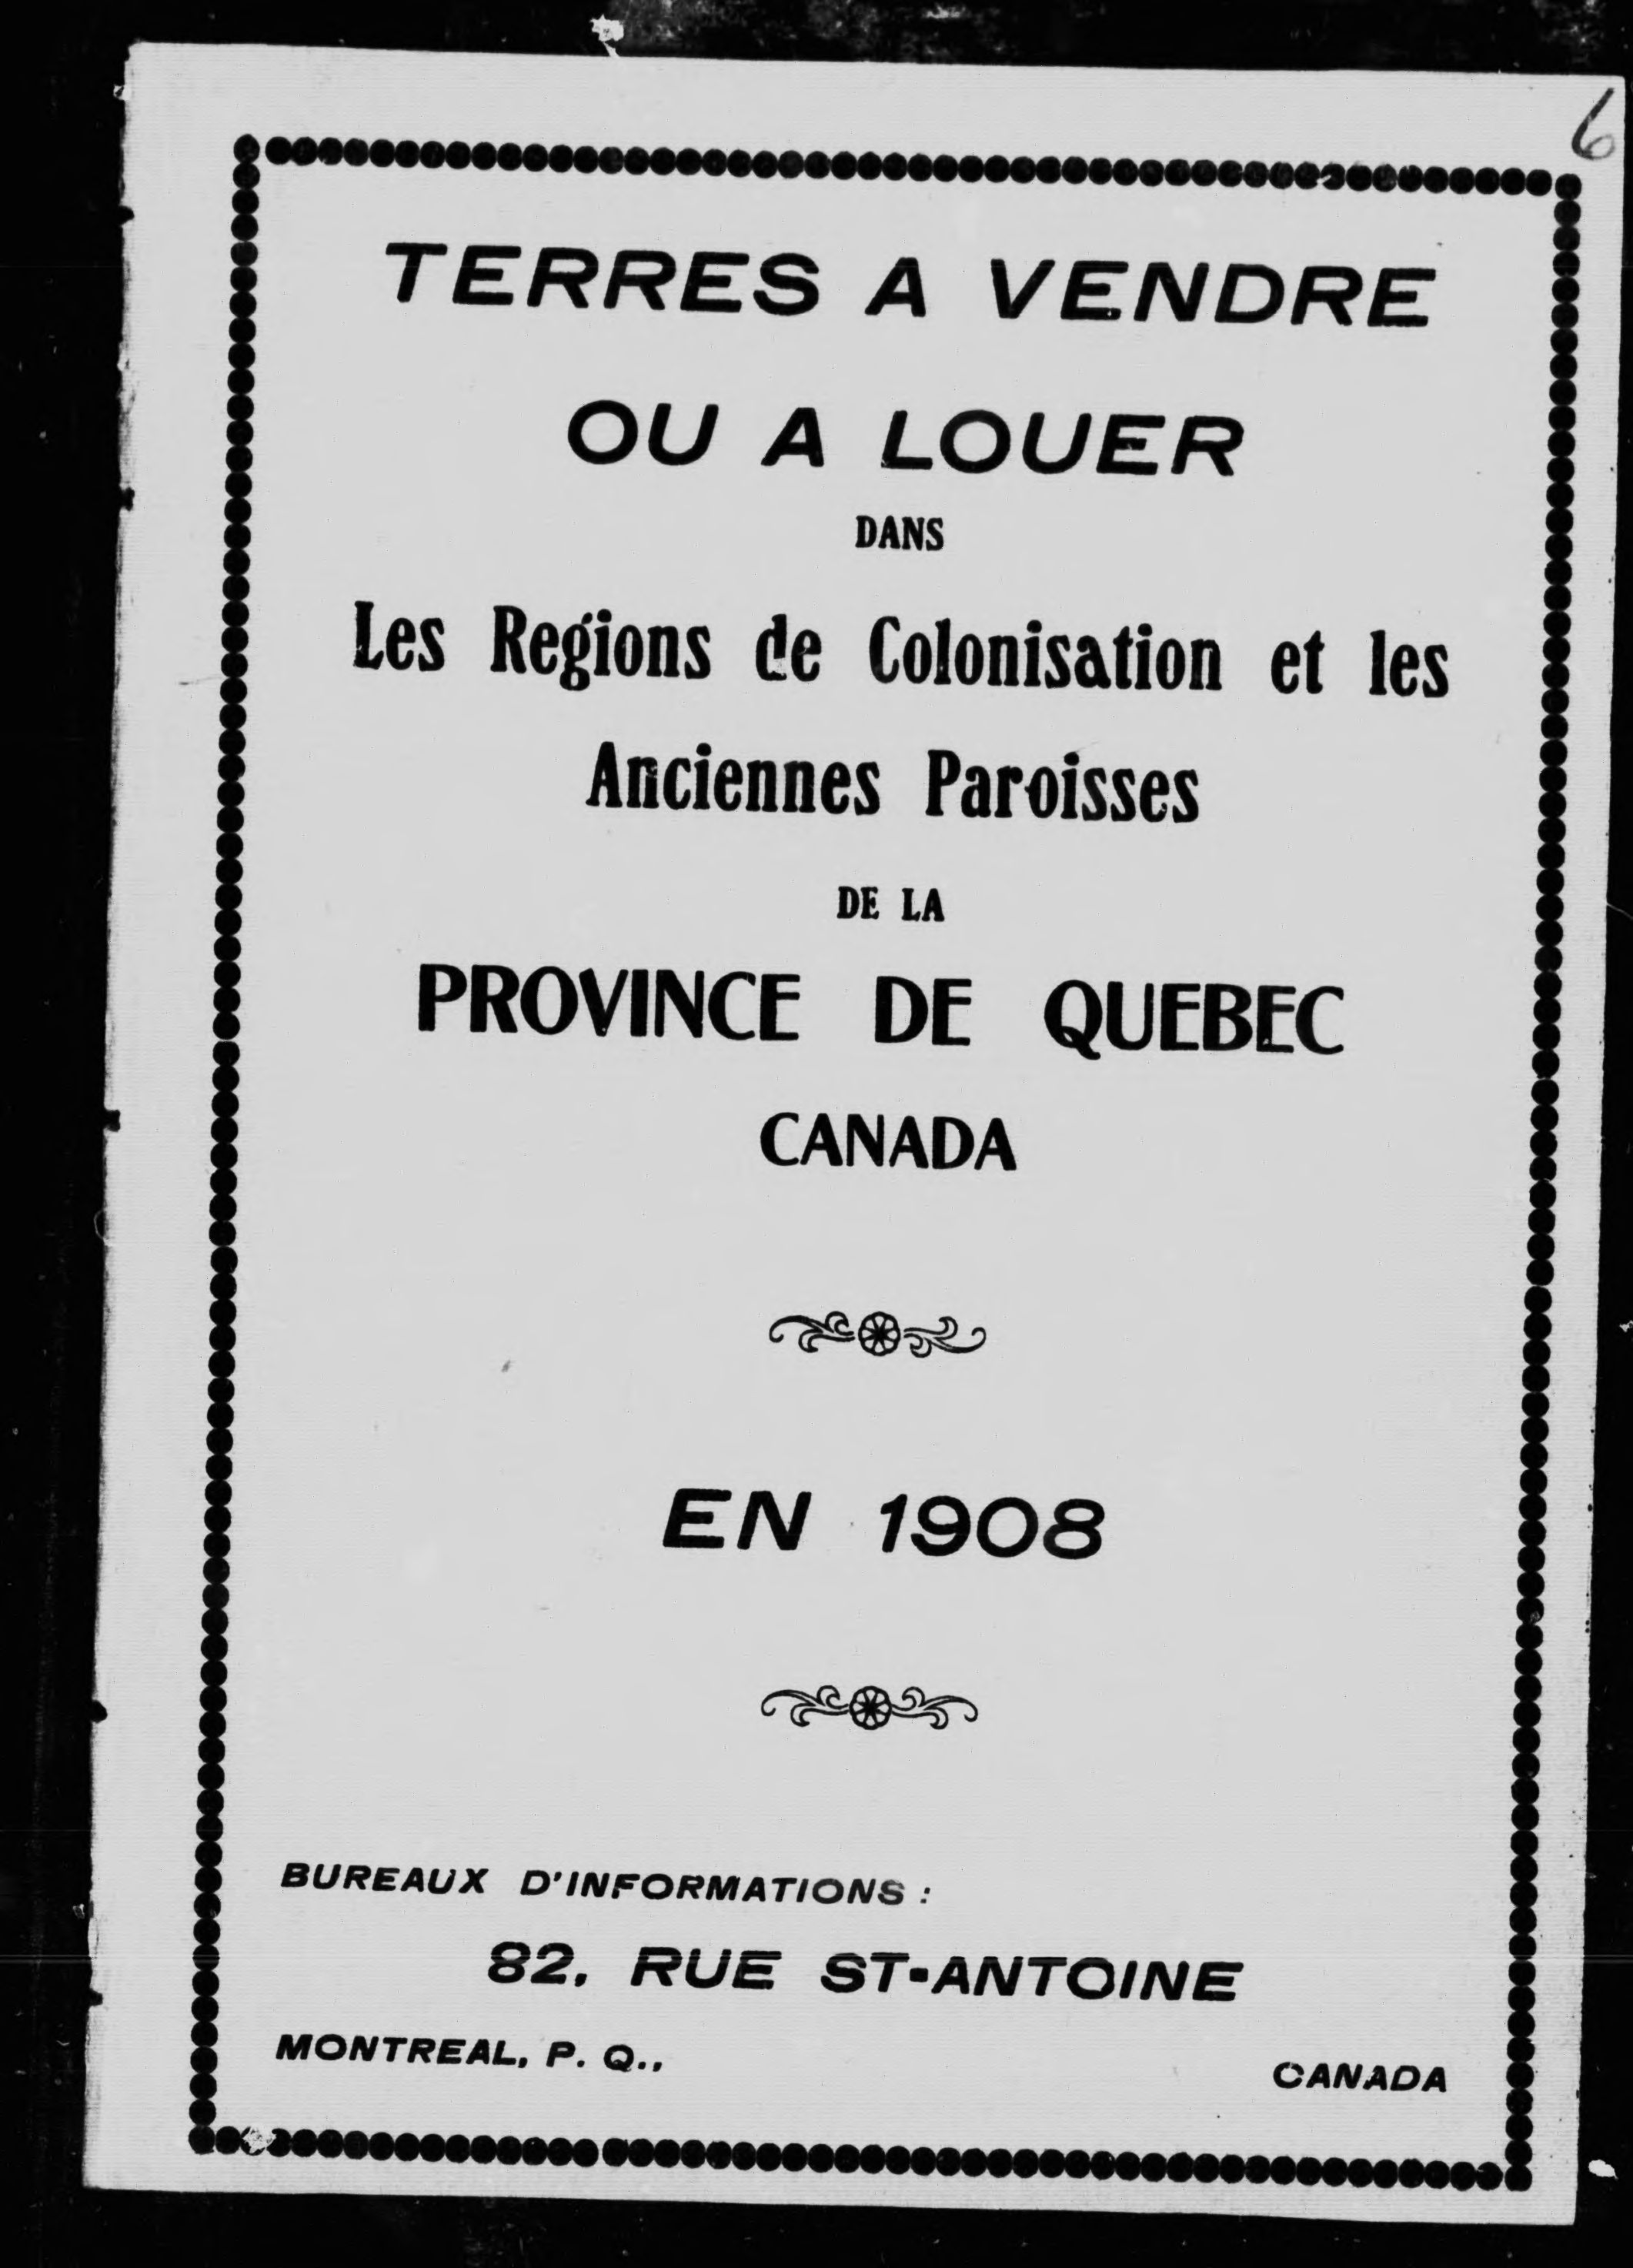 6
TERRES A VENDRE
OU A LOUER
DANS
Les Regions de Colonisation et les
Anciennes Paroisses
DE LA
PROVINCE DE QUEBEC
CANADA
EN 1908
BUREAUX D'INFORMATIONS :
82, RUE ST-ANTOINE
MONTREAL, P. Q.,
CANADA